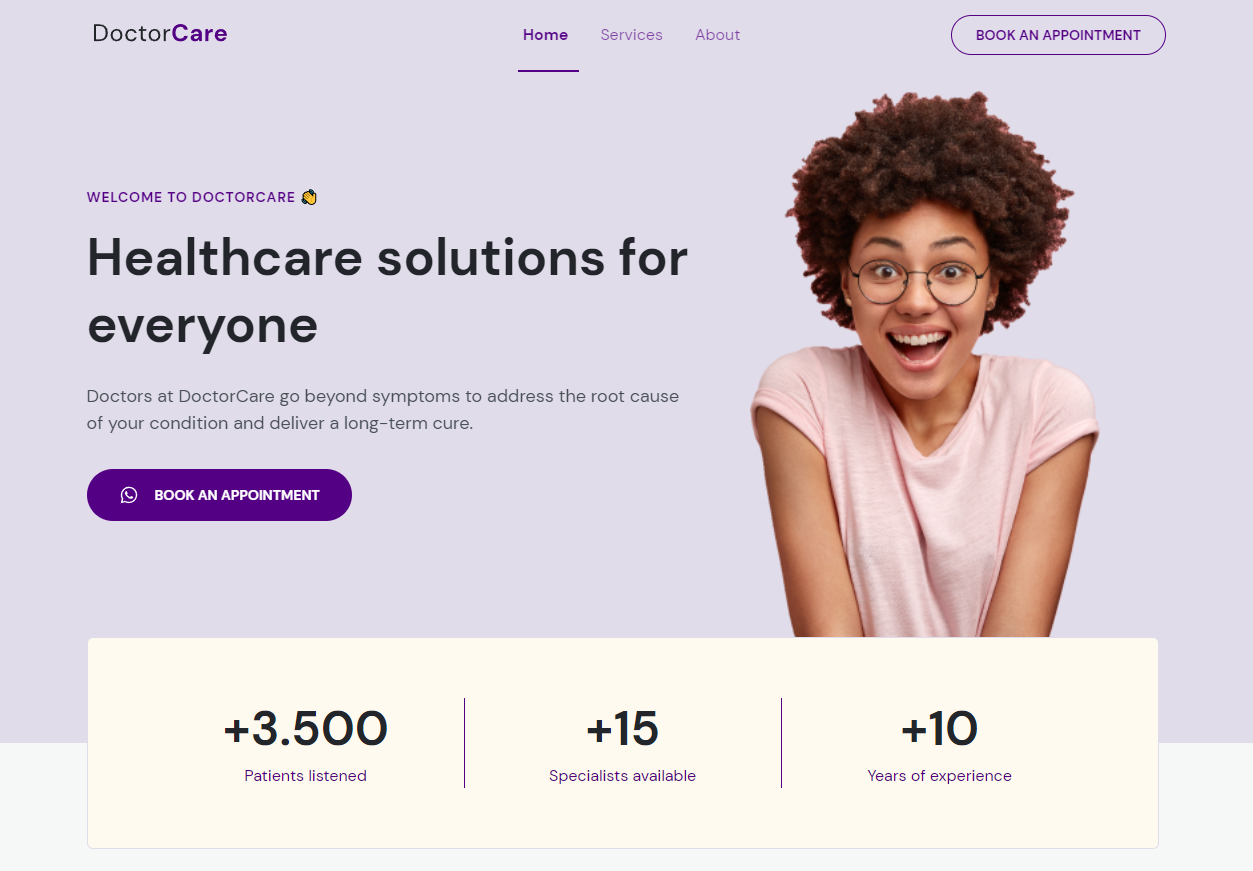 DoctorCare
Home Services About
BOOK AN APPOINTMENT
WELCOME TO DOCTORCARE 👏
Healthcare solutions for
everyone
Doctors at DoctorCare go beyond symptoms to address the root cause
of your condition and deliver a long-term cure.
BOOK AN APPOINTMENT
+3.500
Patients listened
+15
Specialists available
+10
Years of experience